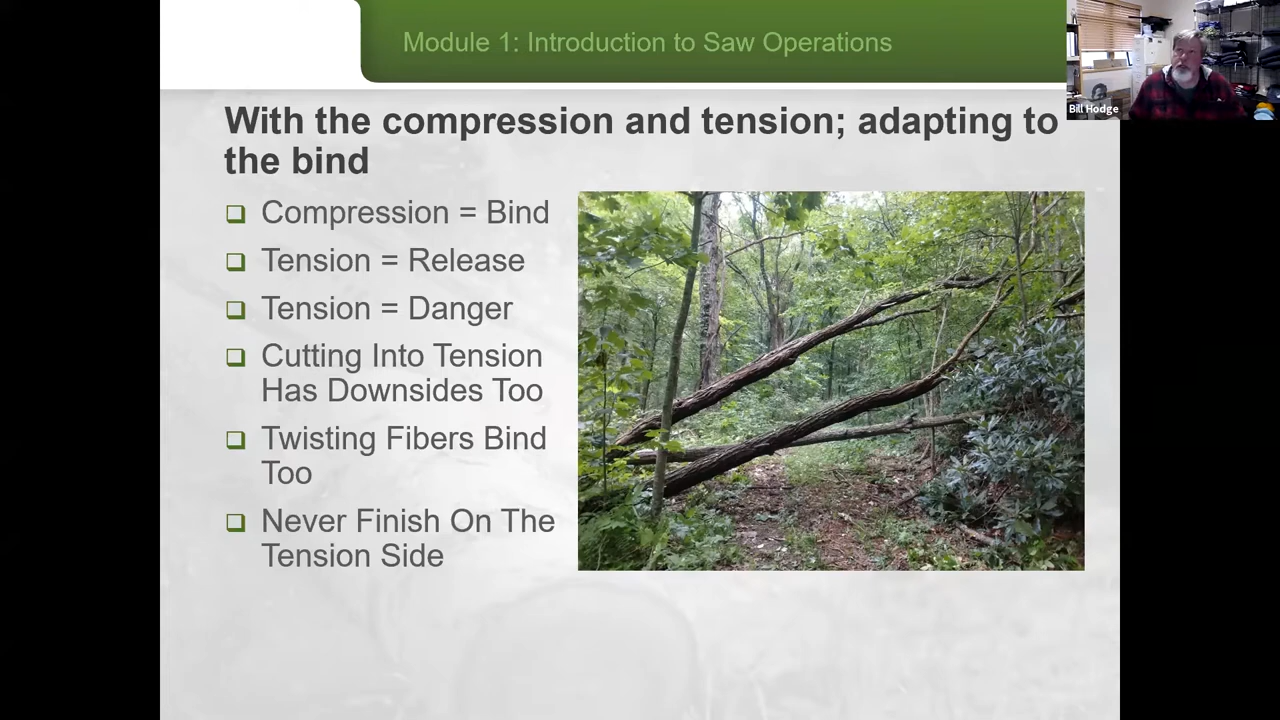 Module 1: Introduction to Saw Operations
Bill Hodge
With the compression and tension; adapting to
the bind
Compression = Bind
Tension = Release
Tension = Danger
Cutting Into Tension
Has Downsides Too
Twisting Fibers Bind
Too
Never Finish On The
Tension Side